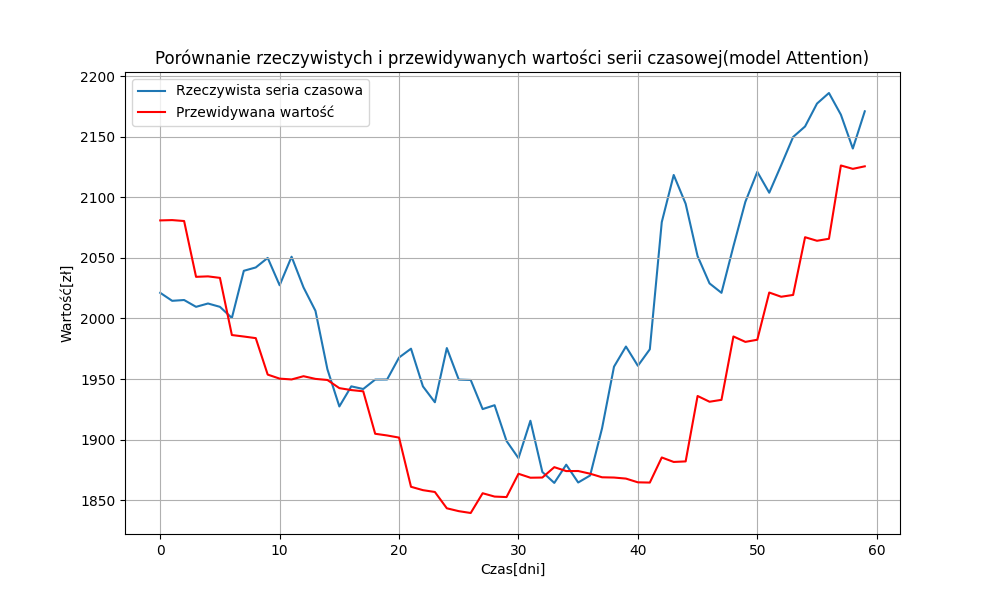 Porównanie rzeczywistych i przewidywanych wartości serii czasowej(model Attention)
Rzeczywista seria czasowa
Przewidywana wartość
Wartość[zł]
2200
2150
2100
2050
2000
1950
1900
1850
0 10 20 30 40 50 60
Czas[dni]